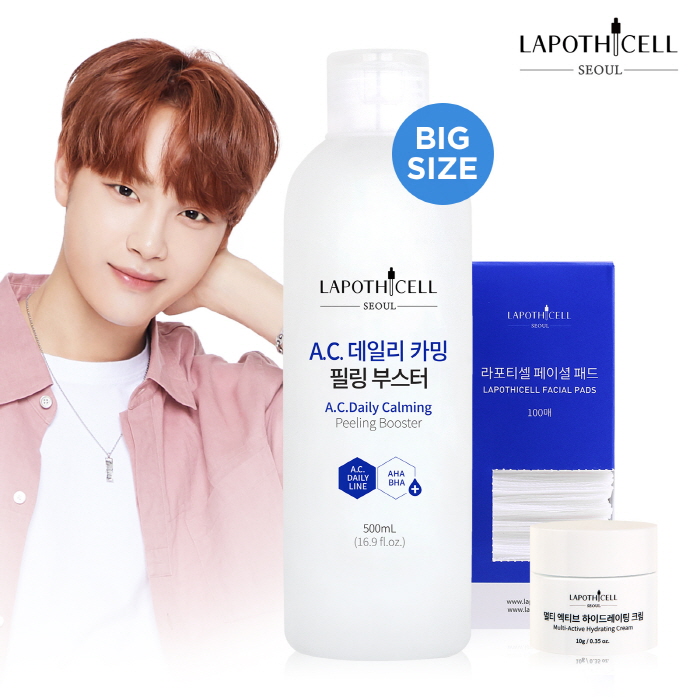 LAPOTHICELL
SEOUL
BIG
SIZE
LAPOTHICELL
SEOUL
A.C. 데일리 카밍
필링 부스터
A.C.Daily Calming
Peeling Booster
A.C.
DAILY
LINE
AHA
BHA
500mL
(16.9 fl.oz.)
LAPOTHICELL
SEOUL
라포티셀 페이셜 패드
LAPOTHICELL FACIAL PADS
100매
www.la
www.
LAPOTHICELL
SEOUL
멀티 액티브 하이드레이팅 크림
Multi-Active Hydrating Cream
10g / 0.35 oz.